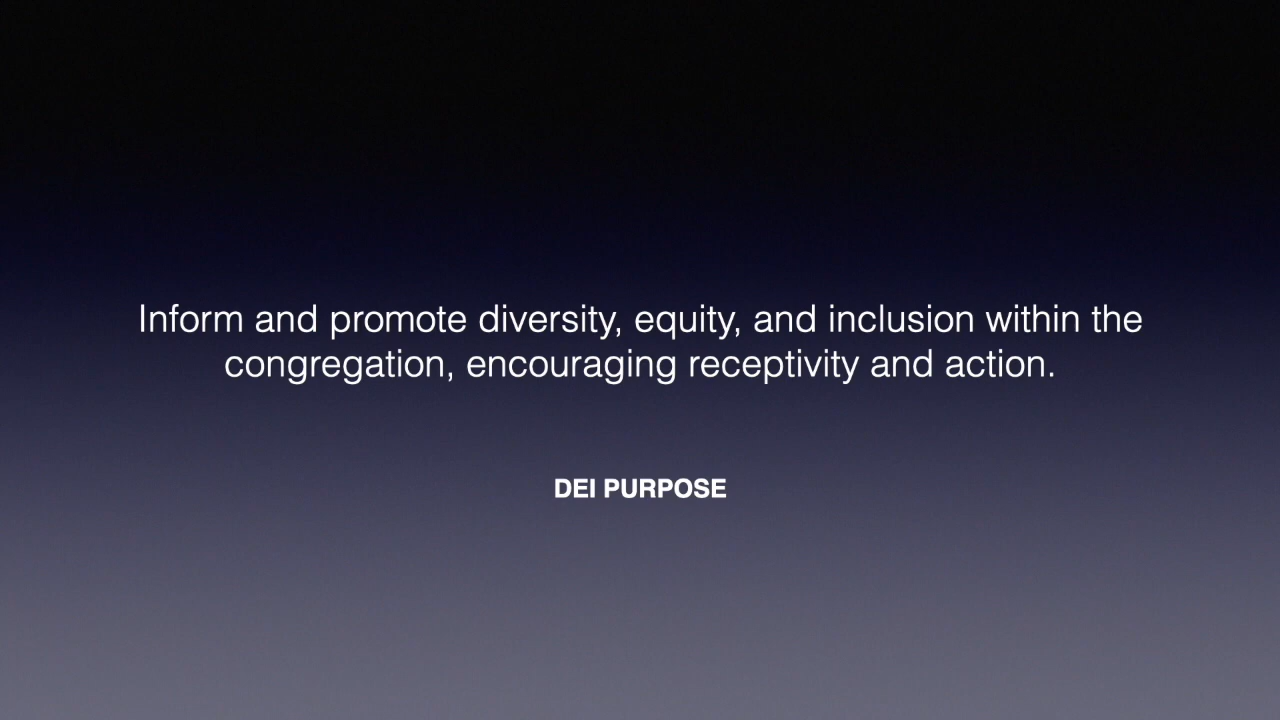 Inform and promote diversity, equity, and inclusion within the
congregation, encouraging receptivity and action.
DEI PURPOSE